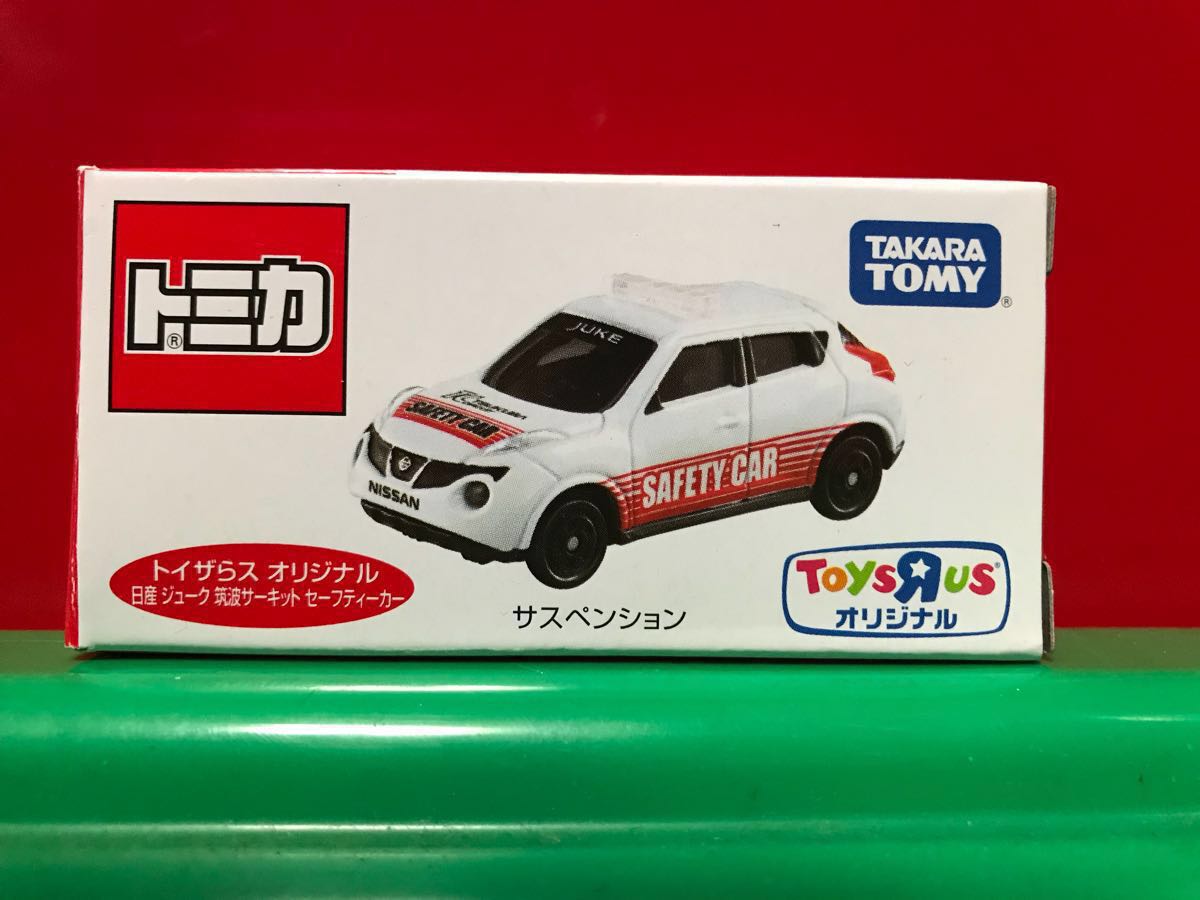 トミカ
®
TAKARA
TOMY
®
JUKE
SAFETY CAR
NISSAN
SAFETY CAR
トイザらス オリジナル
日産 ジューク 筑波サーキット セーフティーカー
サスペンション
ToysЯus®
オリジナル